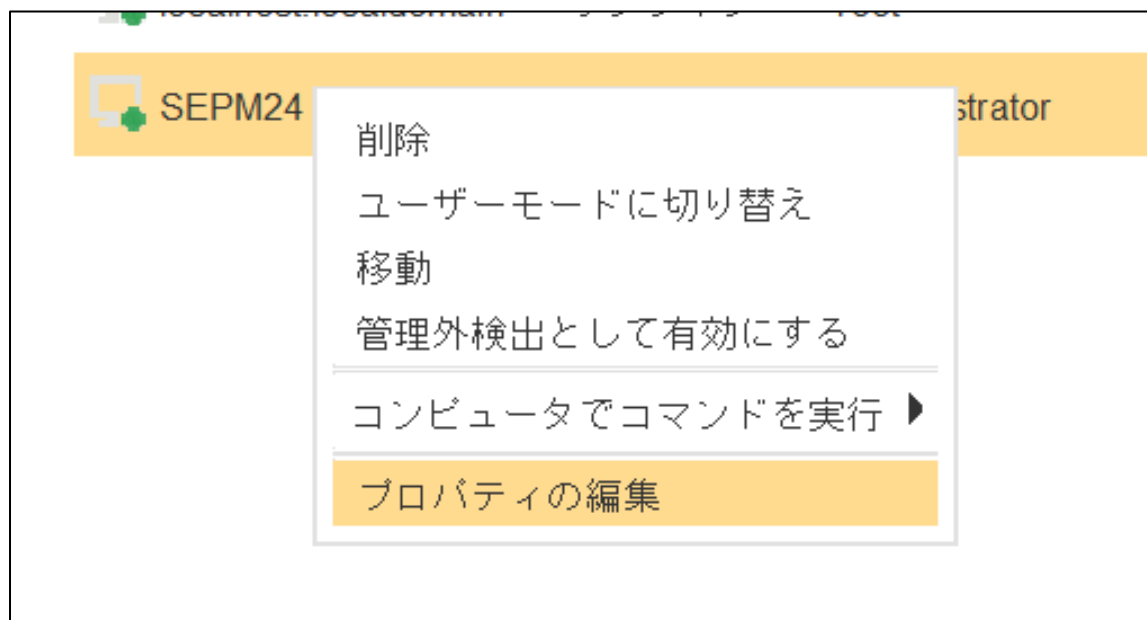 SEPM24
strator
削除
ユーザーモードに切り替え
移動
管理外検出として有効にする
コンピュータでコマンドを実行
プロパティの編集